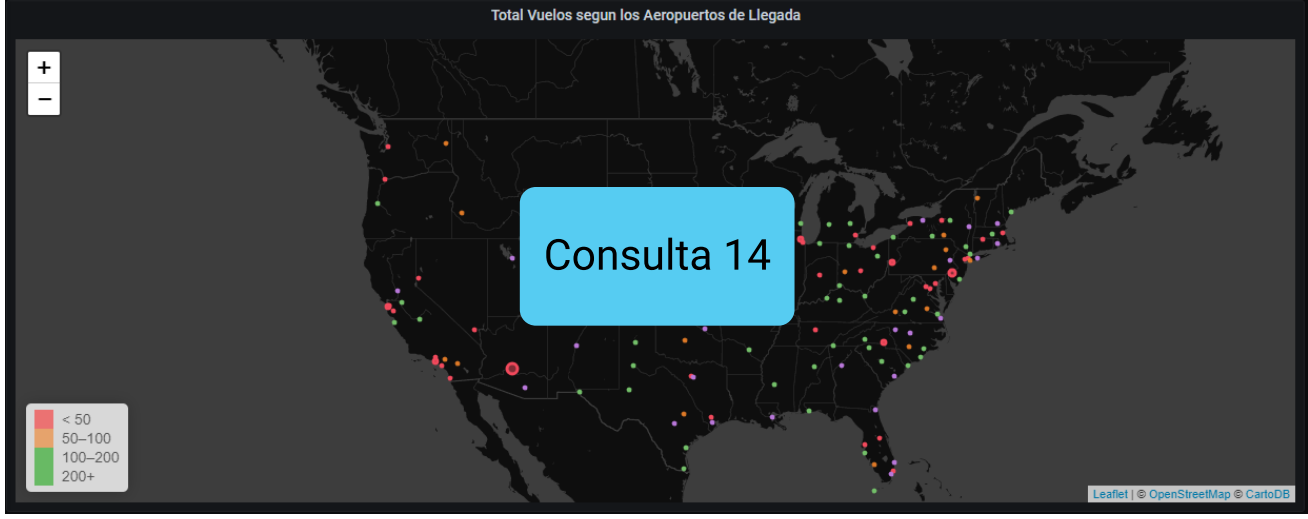 Total Vuelos segun los Aeropuertos de Llegada
+
−
Consulta 14
< 50
50–100
100–200
200+
Leaflet | © OpenStreetMap © CartoDB